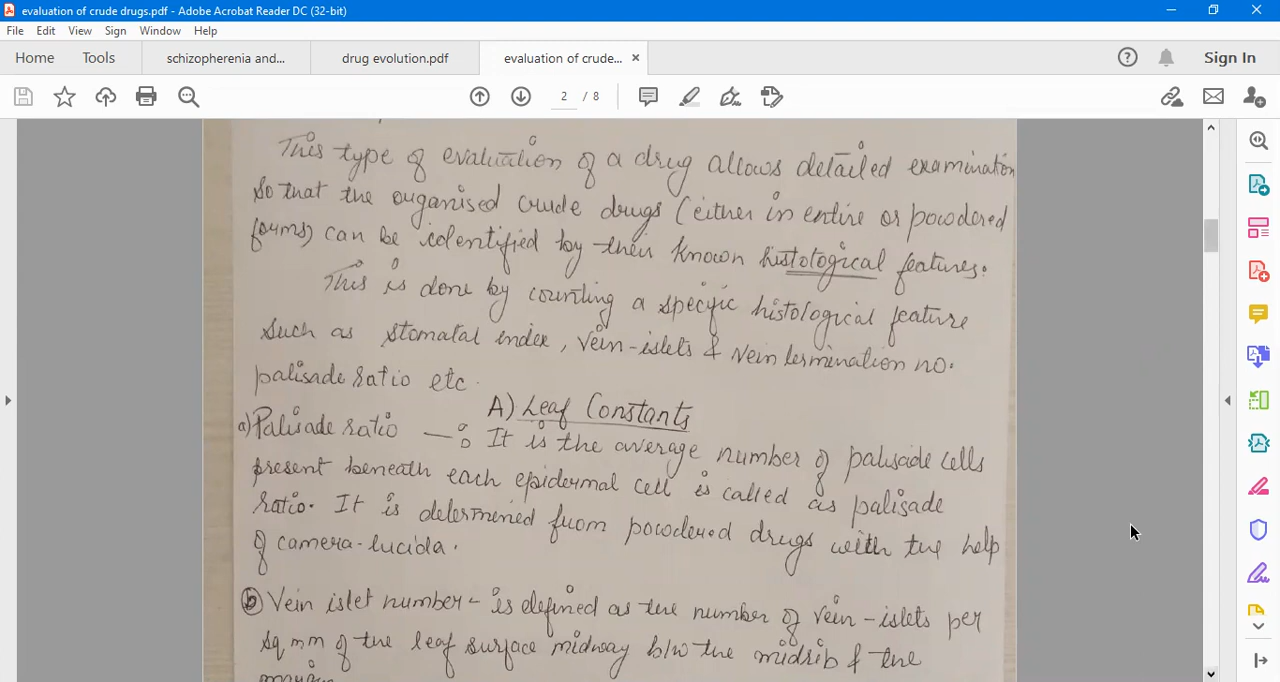 evaluation of crude drugs.pdf - Adobe Acrobat Reader DC (32-bit)
File Edit View Sign Window Help
Home Tools schizopherenia and... drug evolution.pdf evaluation of crude... × Sign In
2 / 8
This type of evaluation of a drug allows detailed examination
so that the organised crude drugs (either in entire or powdered
forms) can be identified by their known histological features.
This is done by counting a specific histological feature
such as stomatal index, vein-islets & vein termination no.
palisade ratio etc.
A) Leaf Constants
a) Palisade ratio —: It is the average number of palisade cells
present beneath each epidermal cell is called as palisade
ratio. It is determined from powdered drugs with the help
of camera-lucida.
b) Vein islet number - is defined as the number of vein-islets per
sq mm of the leaf surface midway b/w the midrib & the